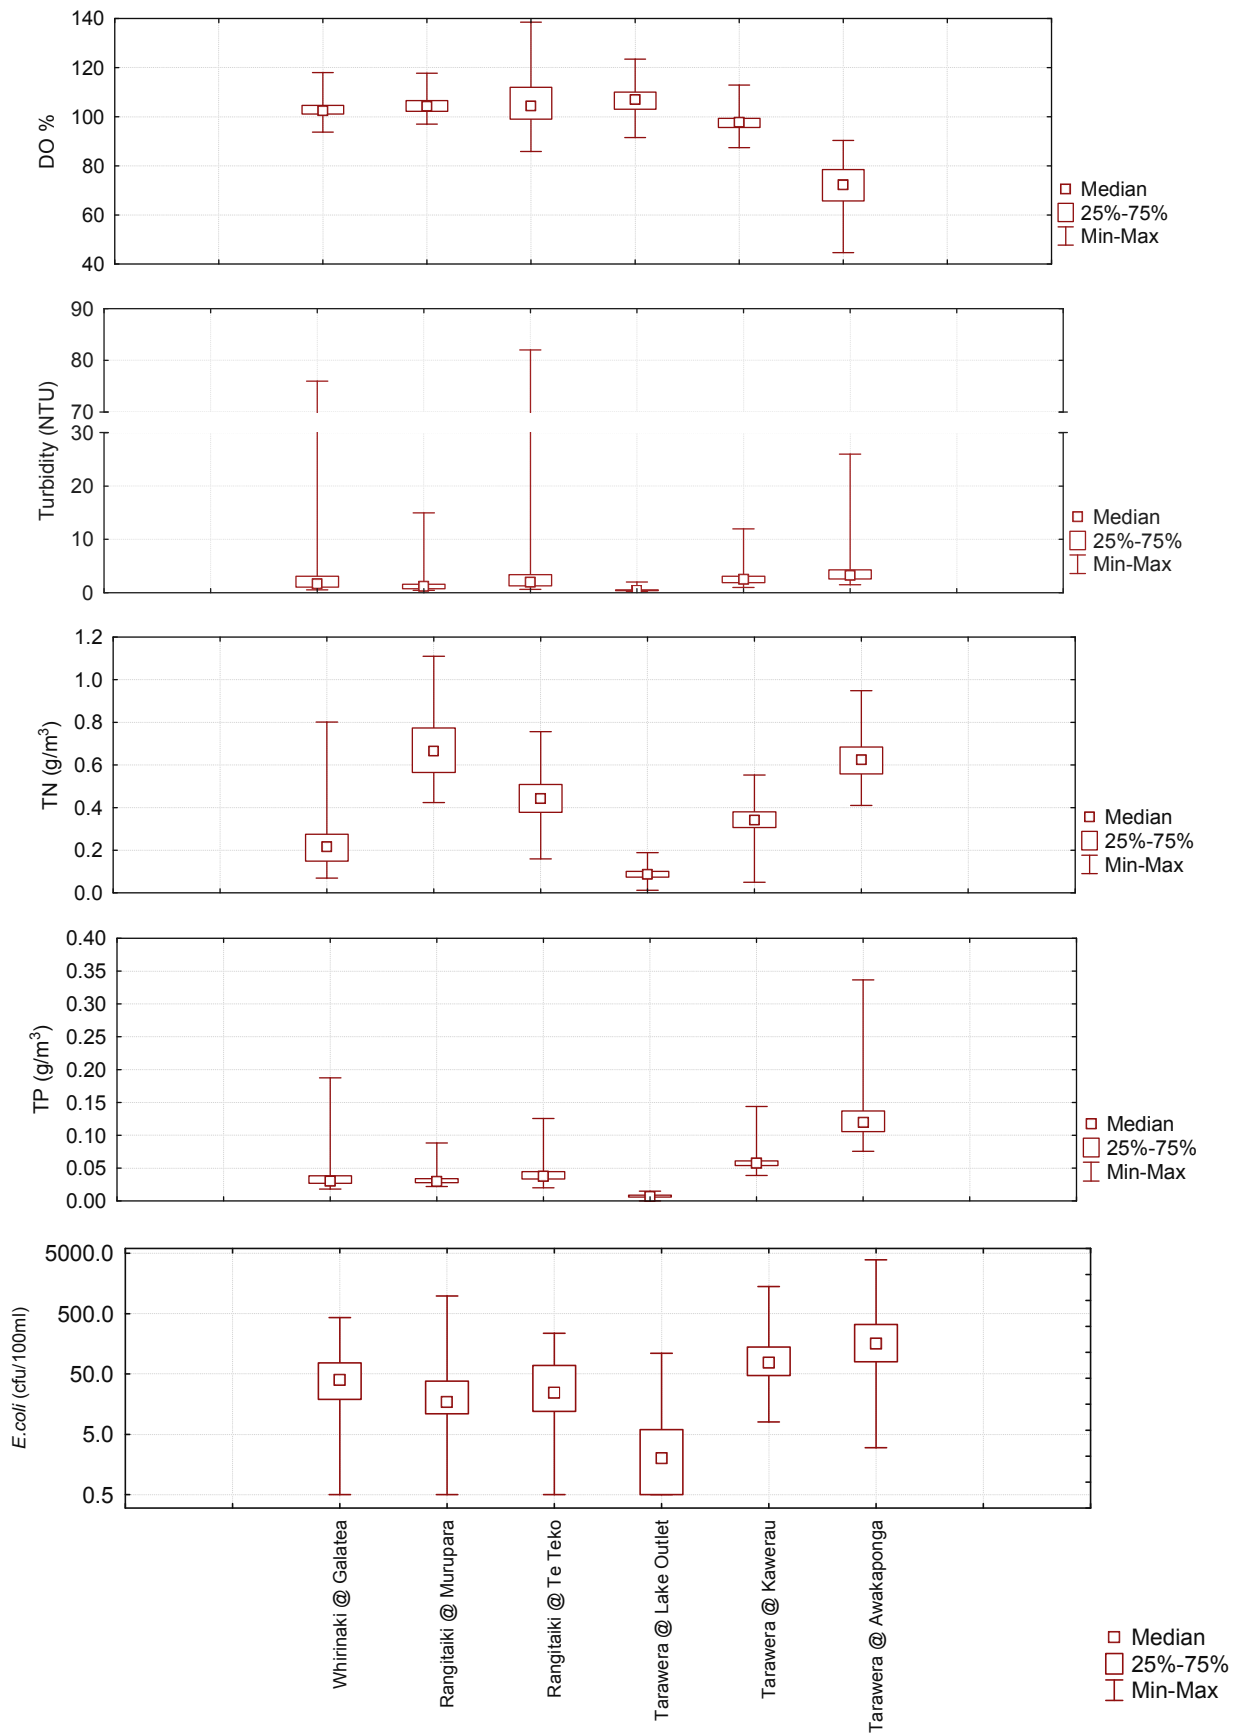 140
120
100
80
60
40
DO %
Median
25%-75%
Min-Max
90
80
70
30
20
10
0
Turbidity (NTU)
Median
25%-75%
Min-Max
1.2
1.0
0.8
0.6
0.4
0.2
0.0
TN (g/m³)
Median
25%-75%
Min-Max
0.40
0.35
0.30
0.25
0.20
0.15
0.10
0.05
0.00
TP (g/m³)
Median
25%-75%
Min-Max
5000.0
500.0
50.0
5.0
0.5
E.coli (cfu/100ml)
Whirinaki @ Galatea
Rangitaiki @ Murupara
Rangitaiki @ Te Teko
Tarawera @ Lake Outlet
Tarawera @ Kawerau
Tarawera @ Awakaponga
Median
25%-75%
Min-Max